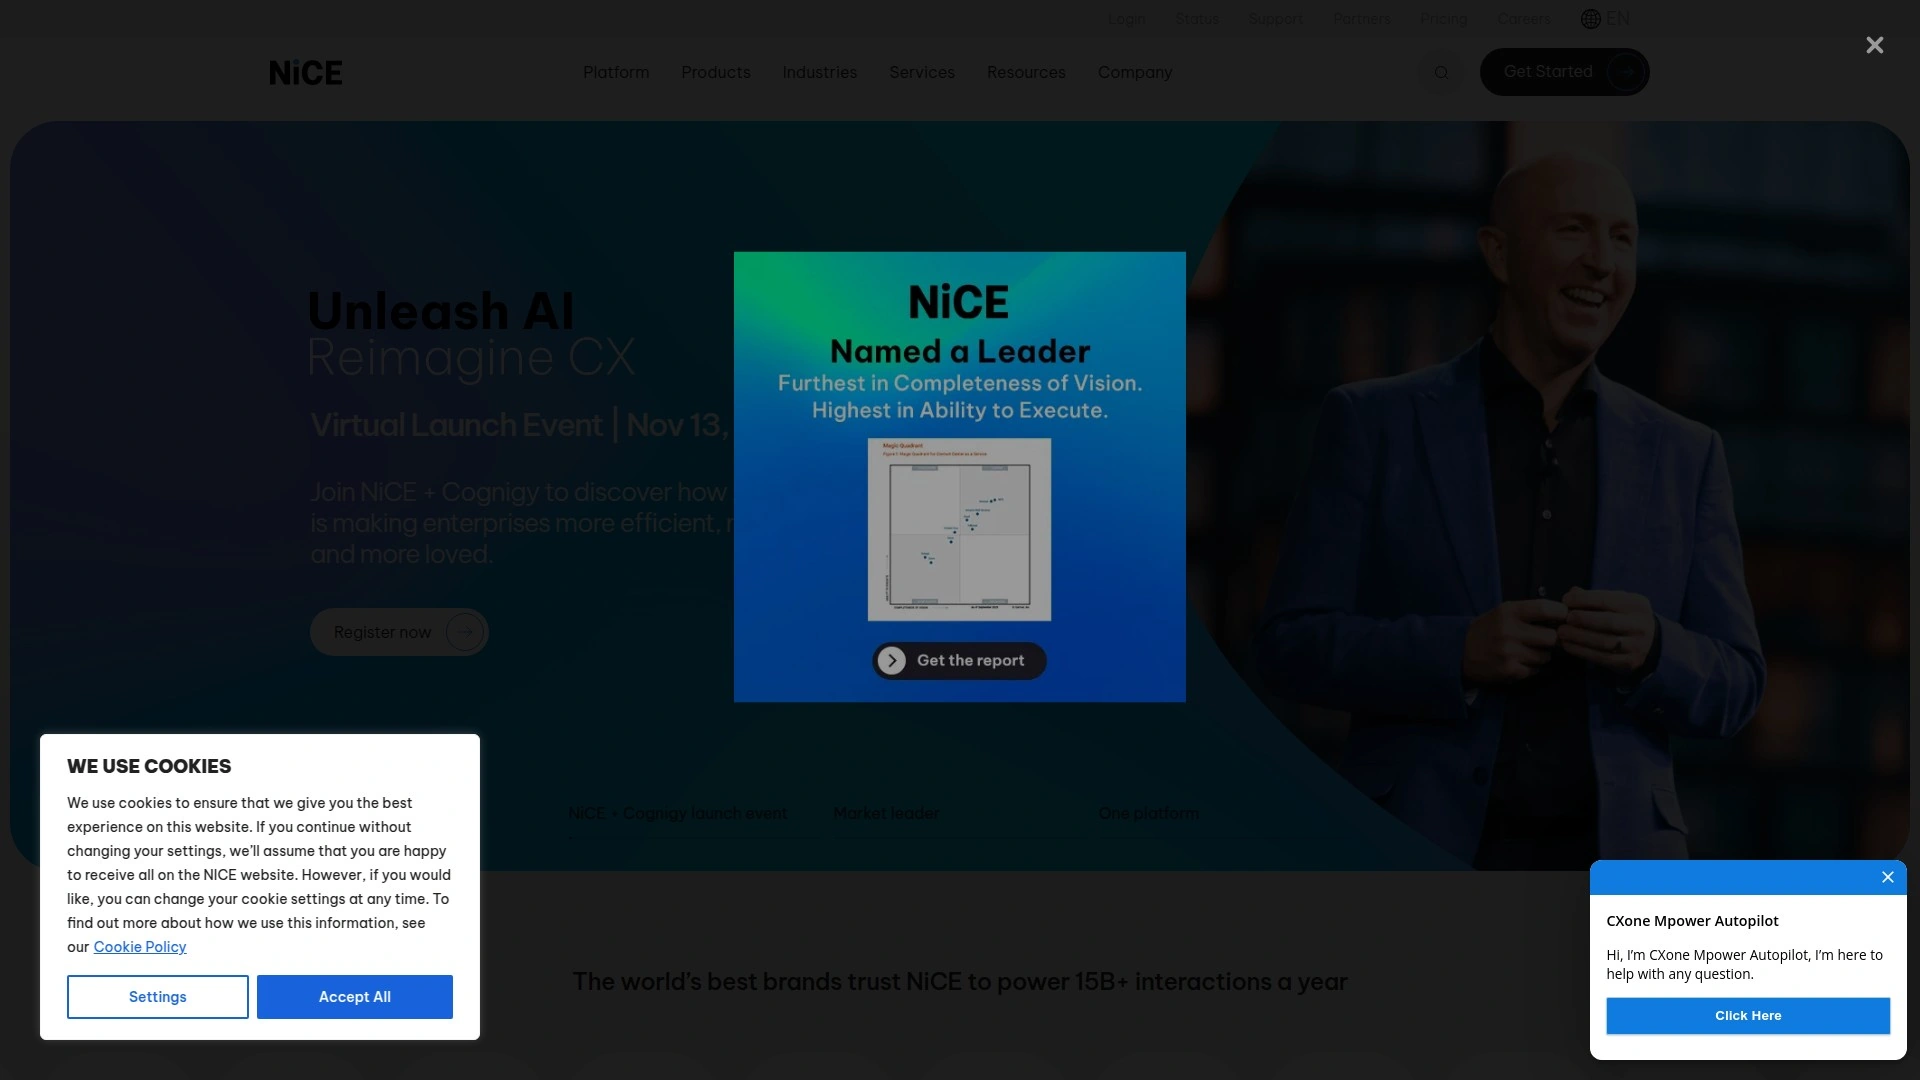 Login Status Support Partners Pricing Careers EN
NiCE Platform Products Industries Services Resources Company Get Started
Unleash AI
Reimagine CX
Virtual Launch Event | Nov 13,
Join NiCE + Cognigy to discover how
is making enterprises more efficient,
and more loved.
Register now
NiCE
Named a Leader
Furthest in Completeness of Vision.
Highest in Ability to Execute.
Magic Quadrant
Get the report
NiCE + Cognigy launch event Market leader One platform
WE USE COOKIES
We use cookies to ensure that we give you the best
experience on this website. If you continue without
changing your settings, we’ll assume that you are happy
to receive all on the NICE website. However, if you would
like, you can change your cookie settings at any time. To
find out more about how we use this information, see
our Cookie Policy
Settings Accept All
The world’s best brands trust NiCE to power 15B+ interactions a year
CXone Mpower Autopilot
Hi, I’m CXone Mpower Autopilot, I’m here to
help with any question.
Click Here